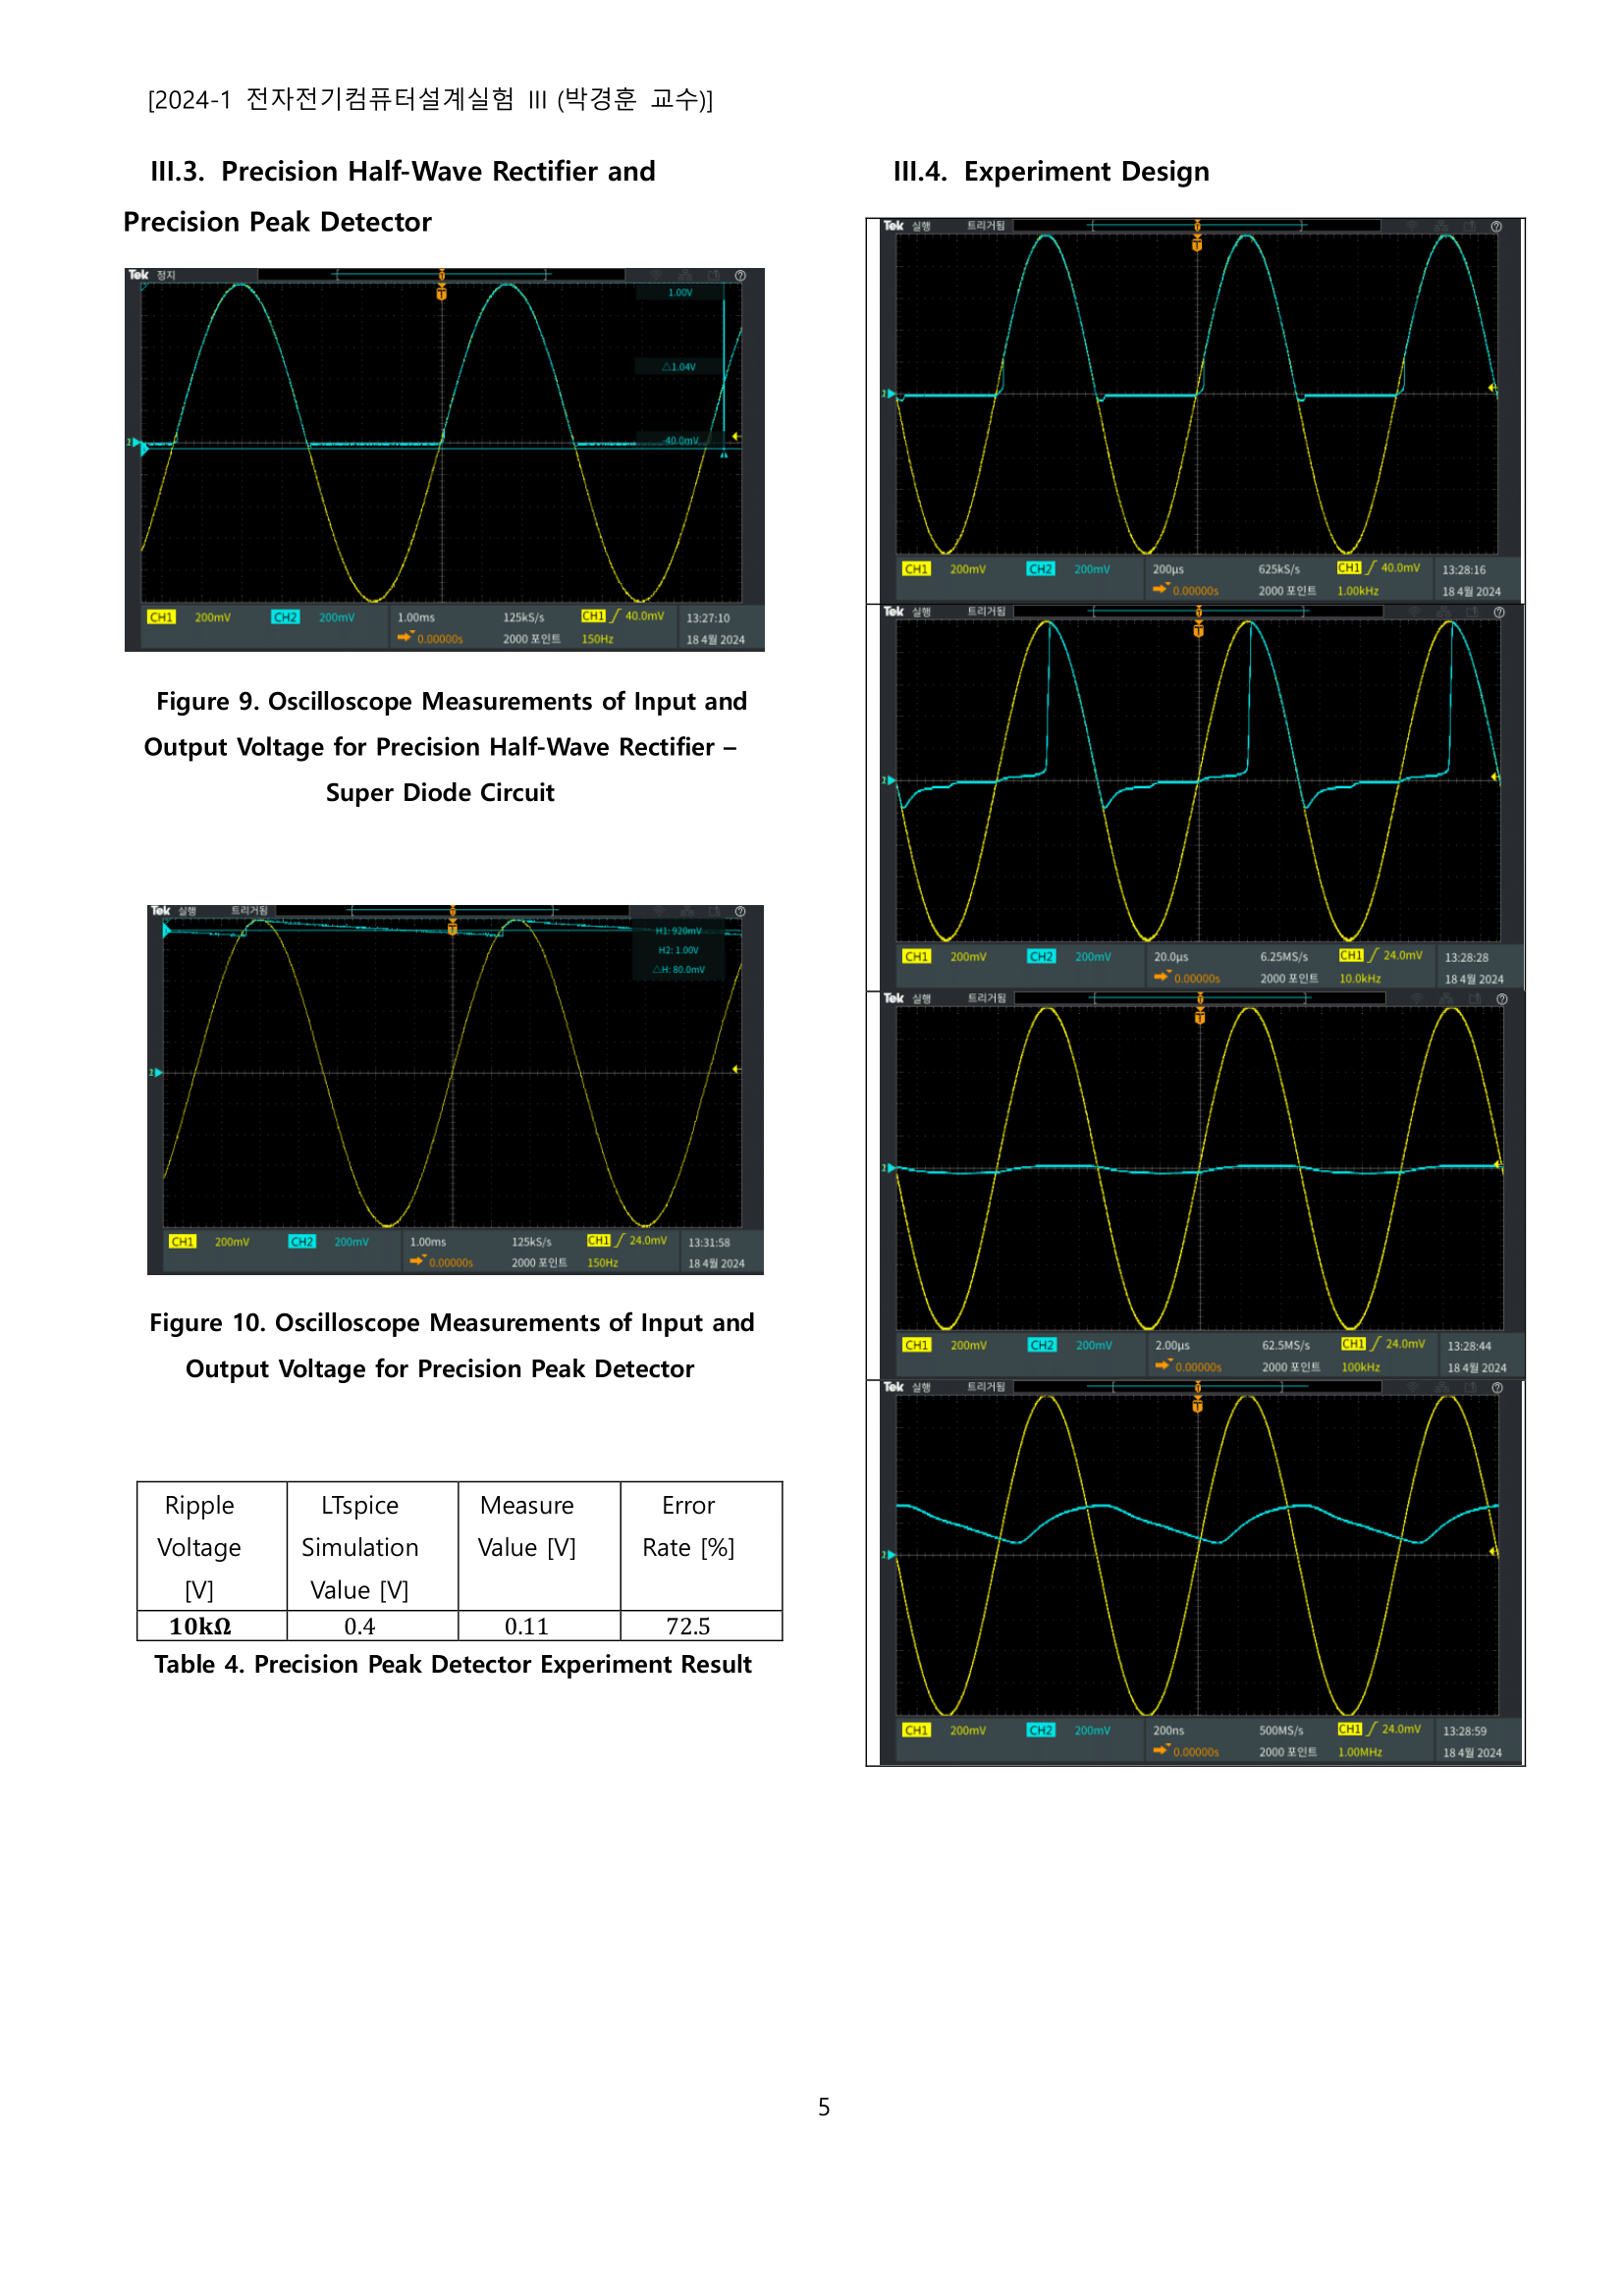 [2024-1 전자전기컴퓨터설계실험 III (박경훈 교수)]
III.3. Precision Half-Wave Rectifier and
Precision Peak Detector
Tek 정지
1.00V
△1.04V
-40.0mV
CH1 200mV CH2 200mV 1.00ms 125kS/s CH1 40.0mV 13:27:10
0.00000s 2000 포인트 150Hz 18 4월 2024
Figure 9. Oscilloscope Measurements of Input and
Output Voltage for Precision Half-Wave Rectifier –
Super Diode Circuit
Tek 실행 트리거됨
H1: 920mV
H2: 1.00V
△H: 80.0mV
CH1 200mV CH2 200mV 1.00ms 125kS/s CH1 24.0mV 13:31:58
0.00000s 2000 포인트 150Hz 18 4월 2024
Figure 10. Oscilloscope Measurements of Input and
Output Voltage for Precision Peak Detector
Ripple Voltage [V] LTspice Simulation Value [V] Measure Value [V] Error Rate [%]
10kΩ 0.4 0.11 72.5
Table 4. Precision Peak Detector Experiment Result
III.4. Experiment Design
Tek 실행 트리거됨
CH1 200mV CH2 200mV 200μs 625kS/s CH1 40.0mV 13:28:16
0.00000s 2000 포인트 1.00kHz 18 4월 2024
Tek 실행 트리거됨
CH1 200mV CH2 200mV 20.0μs 6.25MS/s CH1 24.0mV 13:28:28
0.00000s 2000 포인트 10.0kHz 18 4월 2024
Tek 실행 트리거됨
CH1 200mV CH2 200mV 2.00μs 62.5MS/s CH1 24.0mV 13:28:44
0.00000s 2000 포인트 100kHz 18 4월 2024
Tek 실행 트리거됨
CH1 200mV CH2 200mV 200ns 500MS/s CH1 24.0mV 13:28:59
0.00000s 2000 포인트 1.00MHz 18 4월 2024
5